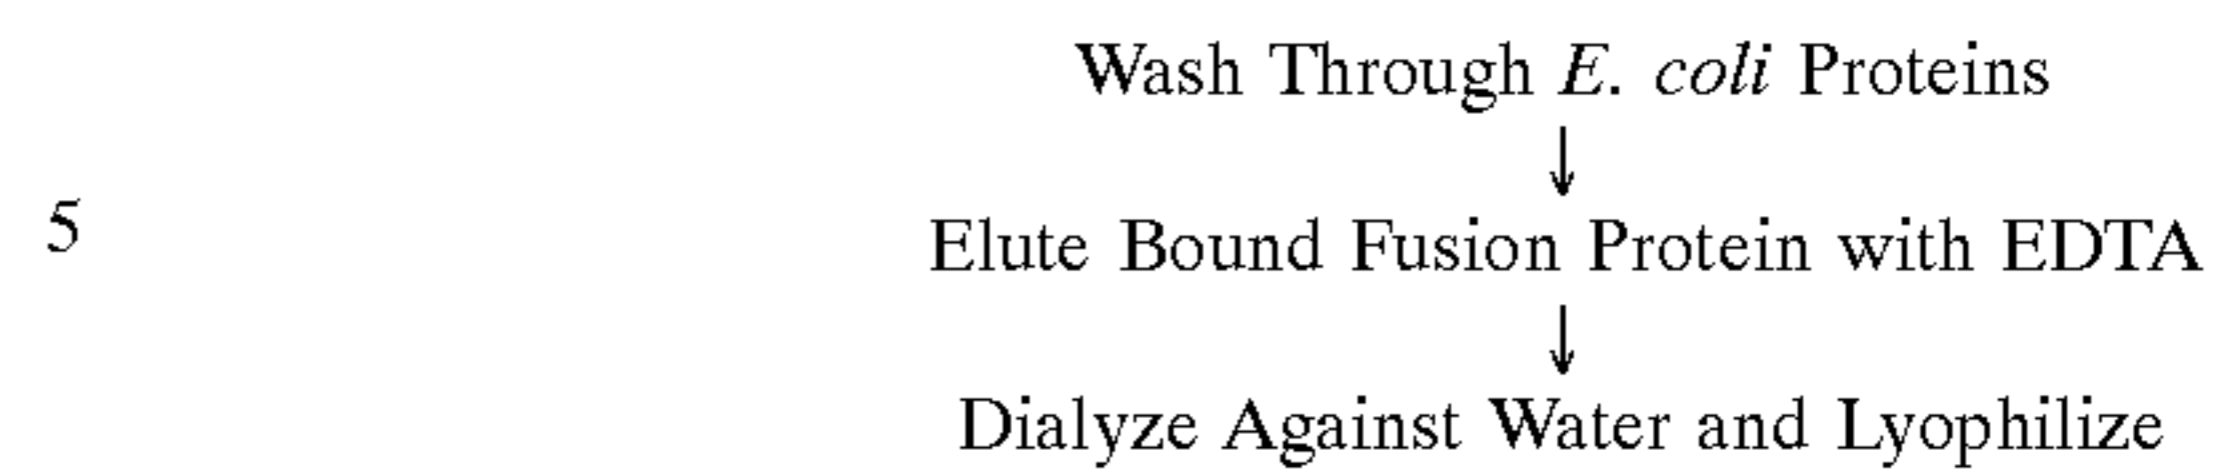 Wash Through E. coli Proteins
↓
5
Elute Bound Fusion Protein with EDTA
↓
Dialyze Against Water and Lyophilize